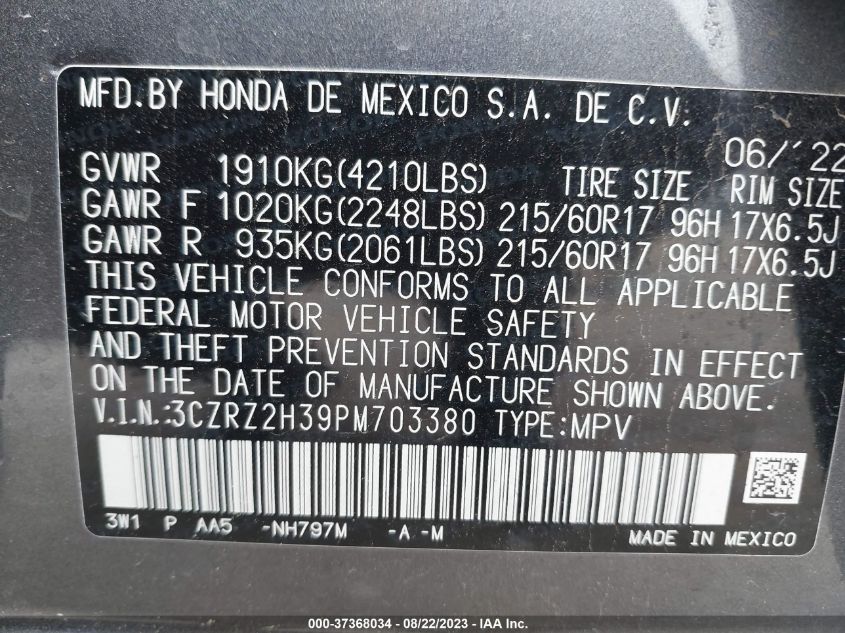 MFD.BY HONDA DE MEXICO S.A. DE C.V.
06/'22
GVWR 1910KG(4210LBS) TIRE SIZE RIM SIZE
GAWR F 1020KG(2248LBS) 215/60R17 96H 17X6.5J
GAWR R 935KG(2061LBS) 215/60R17 96H 17X6.5J
THIS VEHICLE CONFORMS TO ALL APPLICABLE
FEDERAL MOTOR VEHICLE SAFETY
AND THEFT PREVENTION STANDARDS IN EFFECT
ON THE DATE OF MANUFACTURE SHOWN ABOVE.
V.I.N.:3CZRZ2H39PM703380 TYPE:MPV
3W1 P AA5 -NH797M -A -M MADE IN MEXICO
000-37368034 / 08/22/2023 - IAA Inc.